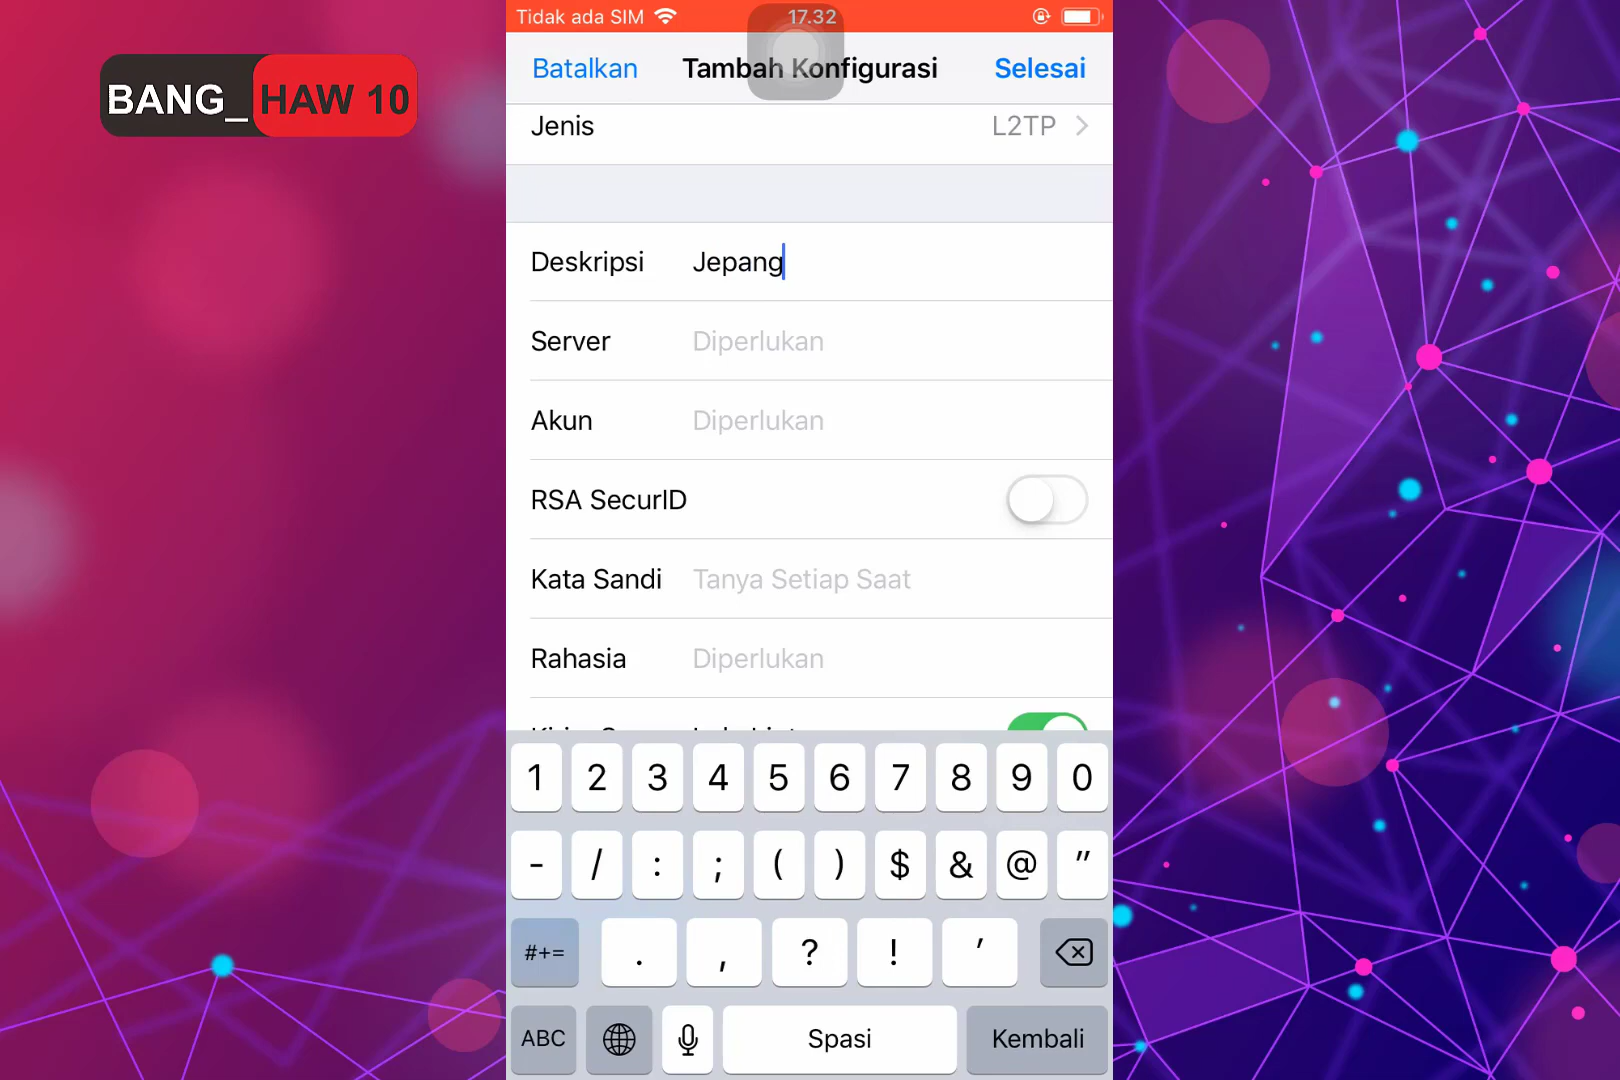 BANG_ HAW 10
Tidak ada SIM 17.32
Batalkan Tambah Konfigurasi Selesai
Jenis L2TP
Deskripsi Jepang
Server Diperlukan
Akun Diperlukan
RSA SecurID
Kata Sandi Tanya Setiap Saat
Rahasia Diperlukan
1 2 3 4 5 6 7 8 9 0
- / : ; ( ) $ & @ "
#+= . , ? ! '
ABC Spasi Kembali